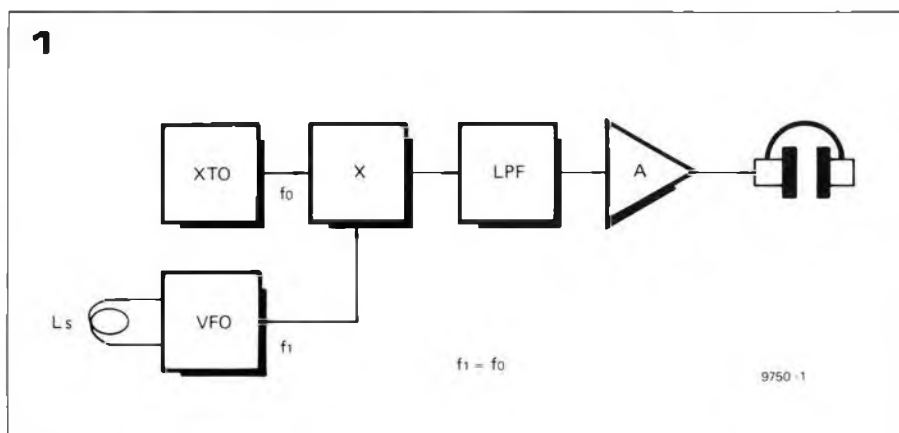 1
XTO
X
LPF
A
f0
Ls
VFO
f1
f1 = f0
9750 - 1